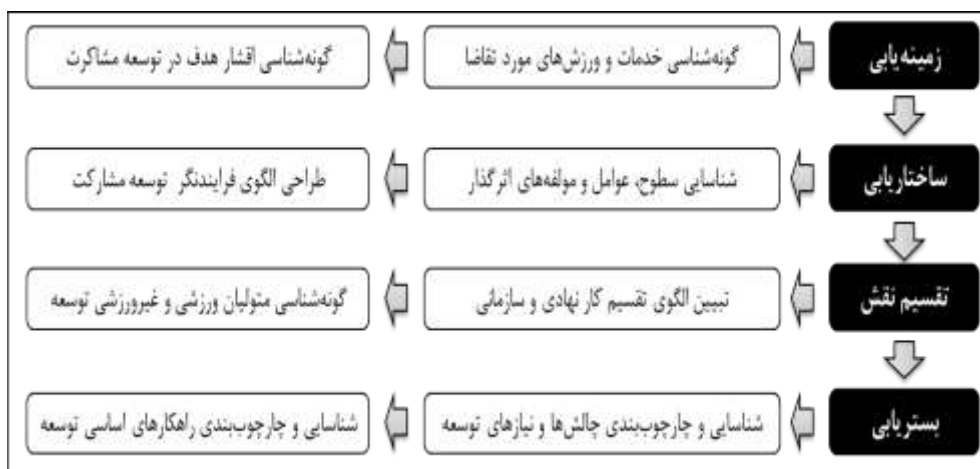 زمینه‌یابی
گونه‌شناسی خدمات و ورزش‌های مورد تقاضا
گونه‌شناسی اقشار هدف در توسعه مشاکرت
ساختاریابی
شناسایی سطوح، عوامل و مولفه‌های اثرگذار
طراحی الگوی فرایندنگر توسعه مشارکت
تقسیم نقش
تبیین الگوی تقسیم کار نهادی و سازمانی
گونه‌شناسی متولیان ورزشی و غیرورزشی توسعه
بستریابی
شناسایی و چارچوب‌بندی چالش‌ها و نیازهای توسعه
شناسایی و چارچوب‌بندی راهکارهای اساسی توسعه